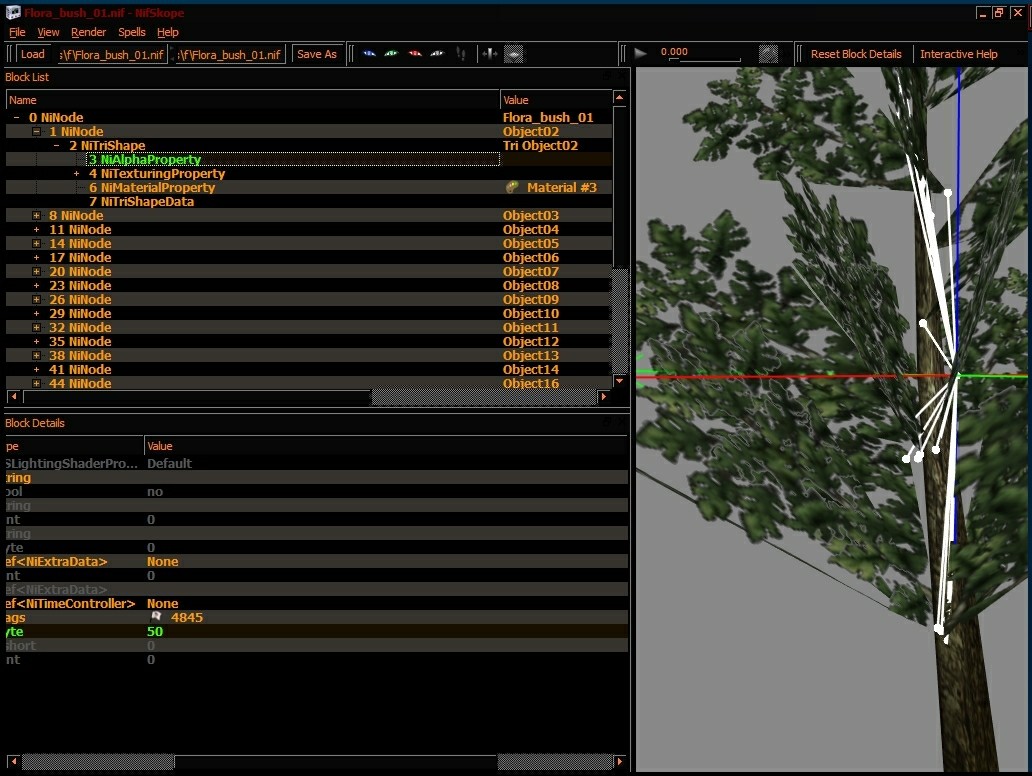 Flora_bush_01.nif - NifSkope
File View Render Spells Help
Load ;\f\Flora_bush_01.nif ;\f\Flora_bush_01.nif Save As 0.000 Reset Block Details Interactive Help
Block List
Name Value
- 0 NiNode Flora_bush_01
1 NiNode Object02
- 2 NiTriShape Tri Object02
3 NiAlphaProperty
+ 4 NiTexturingProperty
6 NiMaterialProperty Material #3
7 NiTriShapeData
+ 8 NiNode Object03
+ 11 NiNode Object04
+ 14 NiNode Object05
+ 17 NiNode Object06
+ 20 NiNode Object07
+ 23 NiNode Object08
+ 26 NiNode Object09
+ 29 NiNode Object10
+ 32 NiNode Object11
+ 35 NiNode Object12
+ 38 NiNode Object13
+ 41 NiNode Object14
+ 44 NiNode Object16
Block Details
pe Value
SLightingShaderPro... Default
tring
ool no
ring
nt 0
tring
yte 0
ef<NiExtraData> None
nt 0
ef<NiExtraData>
ef<NiTimeController> None
ags 4845
yte 50
short 0
nt 0